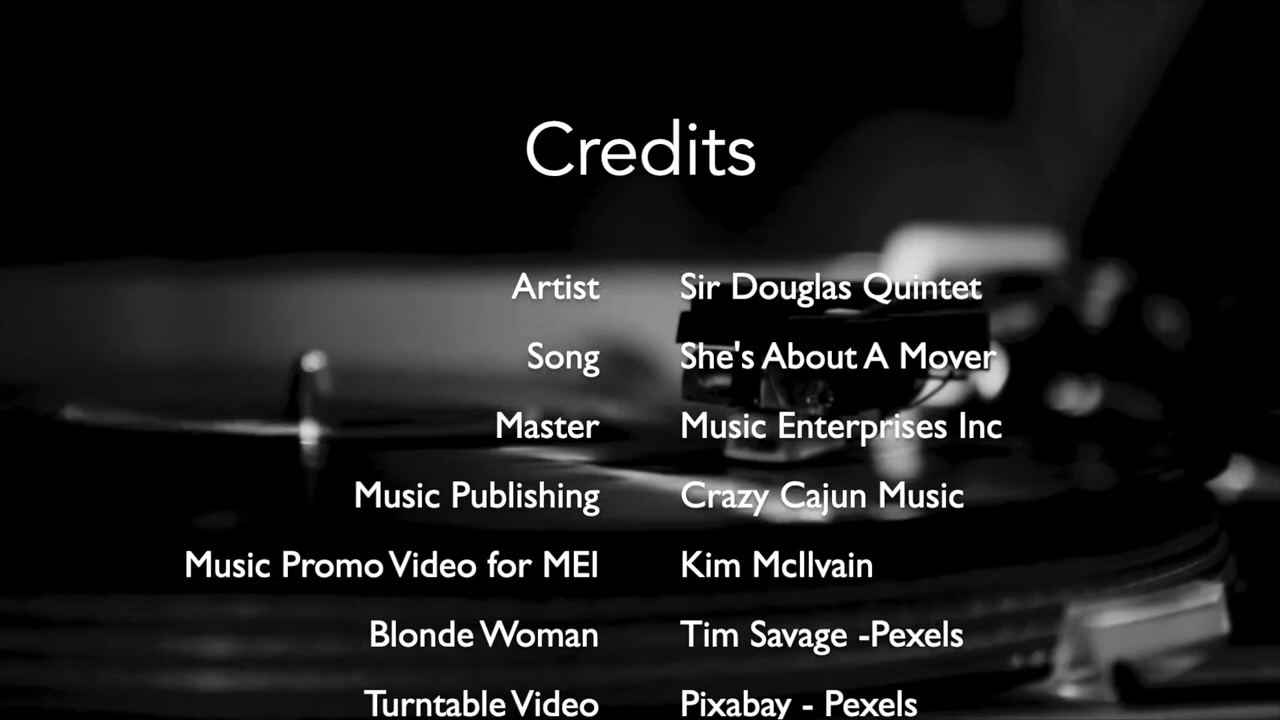 Credits
Artist Sir Douglas Quintet
Song She's About A Mover
Master Music Enterprises Inc
Music Publishing Crazy Cajun Music
Music Promo Video for MEI Kim McIlvain
Blonde Woman Tim Savage -Pexels
Turntable Video Pixabay - Pexels